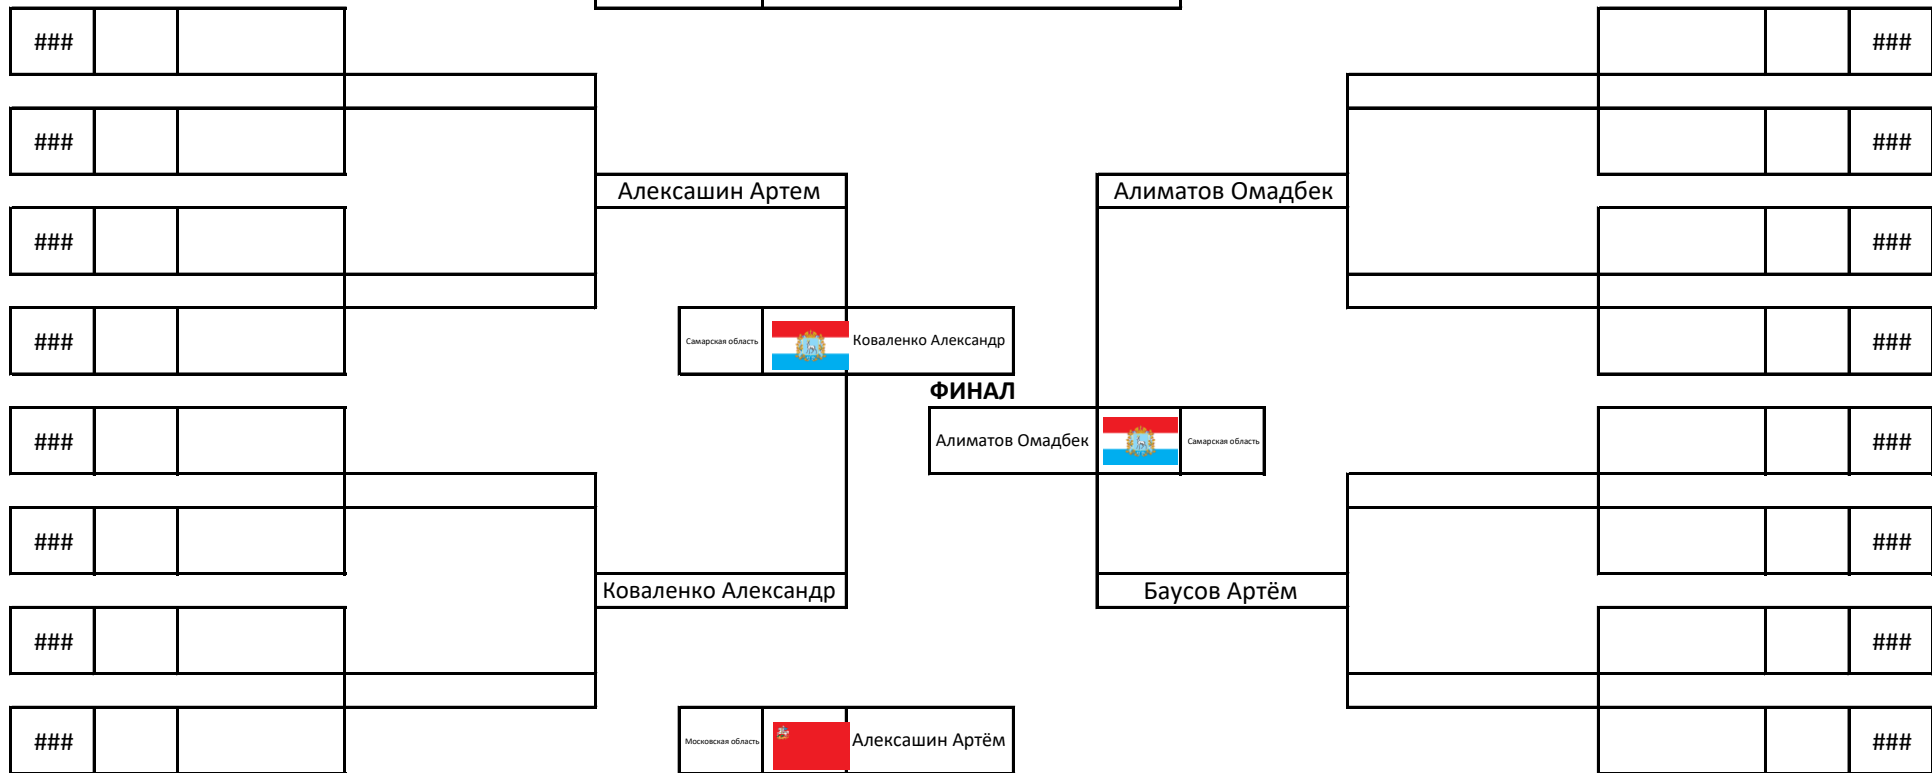 ### ###
### ###
Алексашин Артем Алиматов Омадбек
### ###
### Самарская область Коваленко Александр ###
ФИНАЛ
### Алиматов Омадбек Самарская область ###
### ###
Коваленко Александр Баусов Артём
### ###
### Московская область Алексашин Артём ###